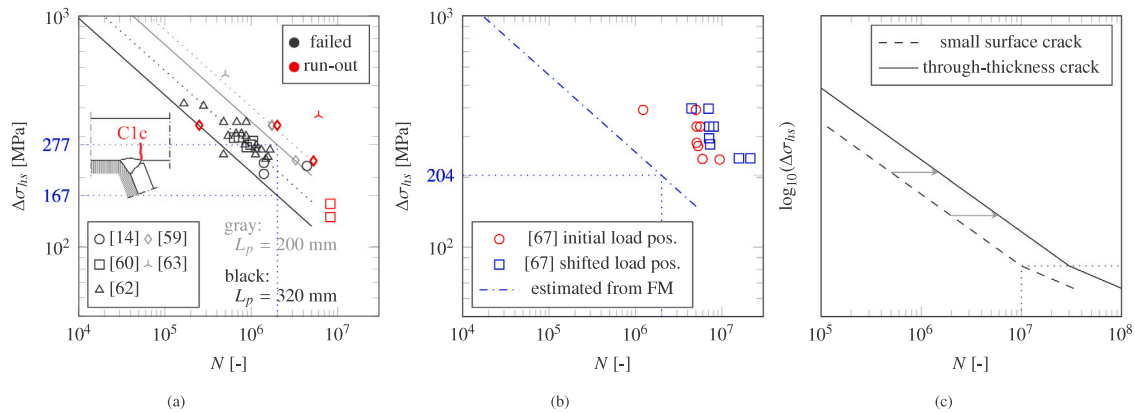 10^3
failed
run-out
C1c
277
167
Δσ_hs [MPa]
gray:
L_p = 200 mm
black:
L_p = 320 mm
[14] [59]
[60] [63]
[62]
10^2
10^4 10^5 10^6 10^7
N [-]
(a)
10^3
Δσ_hs [MPa]
204
10^2
[67] initial load pos.
[67] shifted load pos.
estimated from FM
10^4 10^5 10^6 10^7
N [-]
(b)
small surface crack
through-thickness crack
log_10(Δσ_hs)
10^5 10^6 10^7 10^8
N [-]
(c)